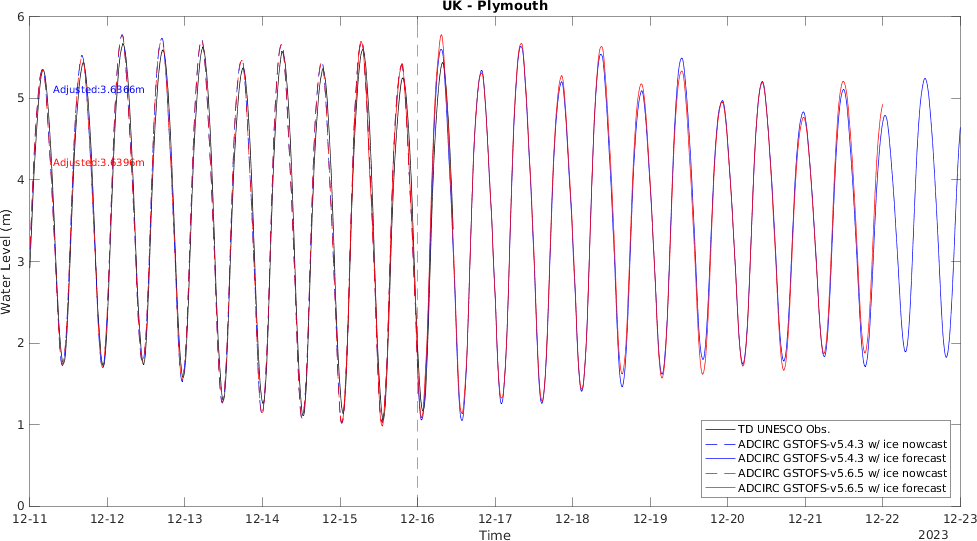 UK - Plymouth
6
5
4
3
2
1
0
Water Level (m)
Adjusted:3.6366m
Adjusted:3.6396m
TD UNESCO Obs.
ADCIRC GSTOFS-v5.4.3 w/ ice nowcast
ADCIRC GSTOFS-v5.4.3 w/ ice forecast
ADCIRC GSTOFS-v5.6.5 w/ ice nowcast
ADCIRC GSTOFS-v5.6.5 w/ ice forecast
12-11 12-12 12-13 12-14 12-15 12-16 12-17 12-18 12-19 12-20 12-21 12-22 12-23
Time
2023